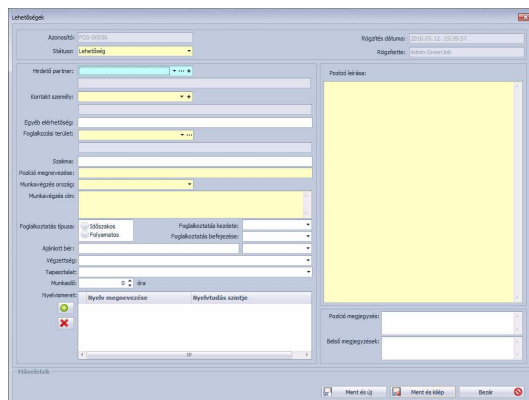 Lehetőségek
Azonosító: POS-00036
Rögzítés dátuma: 2016.03.12. 15:39:57
Státusz: Lehetőség
Rögzítette: Admin GreenJob
Hirdető partner:
Pozíció leírása:
Kontakt személy:
Egyéb elérhetőség:
Foglalkozási terület:
Szakma:
Pozíció megnevezése:
Munkavégzés ország:
Munkavégzés cím:
Foglalkoztatás típusa: Időszakos
Folyamatos
Foglalkoztatás kezdete:
Foglalkoztatás befejezése:
Ajánlott bér:
Végzettség:
Tapasztalat:
Munkaidő: 0 óra
Nyelvismeret: Nyelv megnevezése Nyelvtudás szintje
Pozíció megjegyzés:
Belső megjegyzések:
Műveletek
Ment és új Ment és kilép Bezár